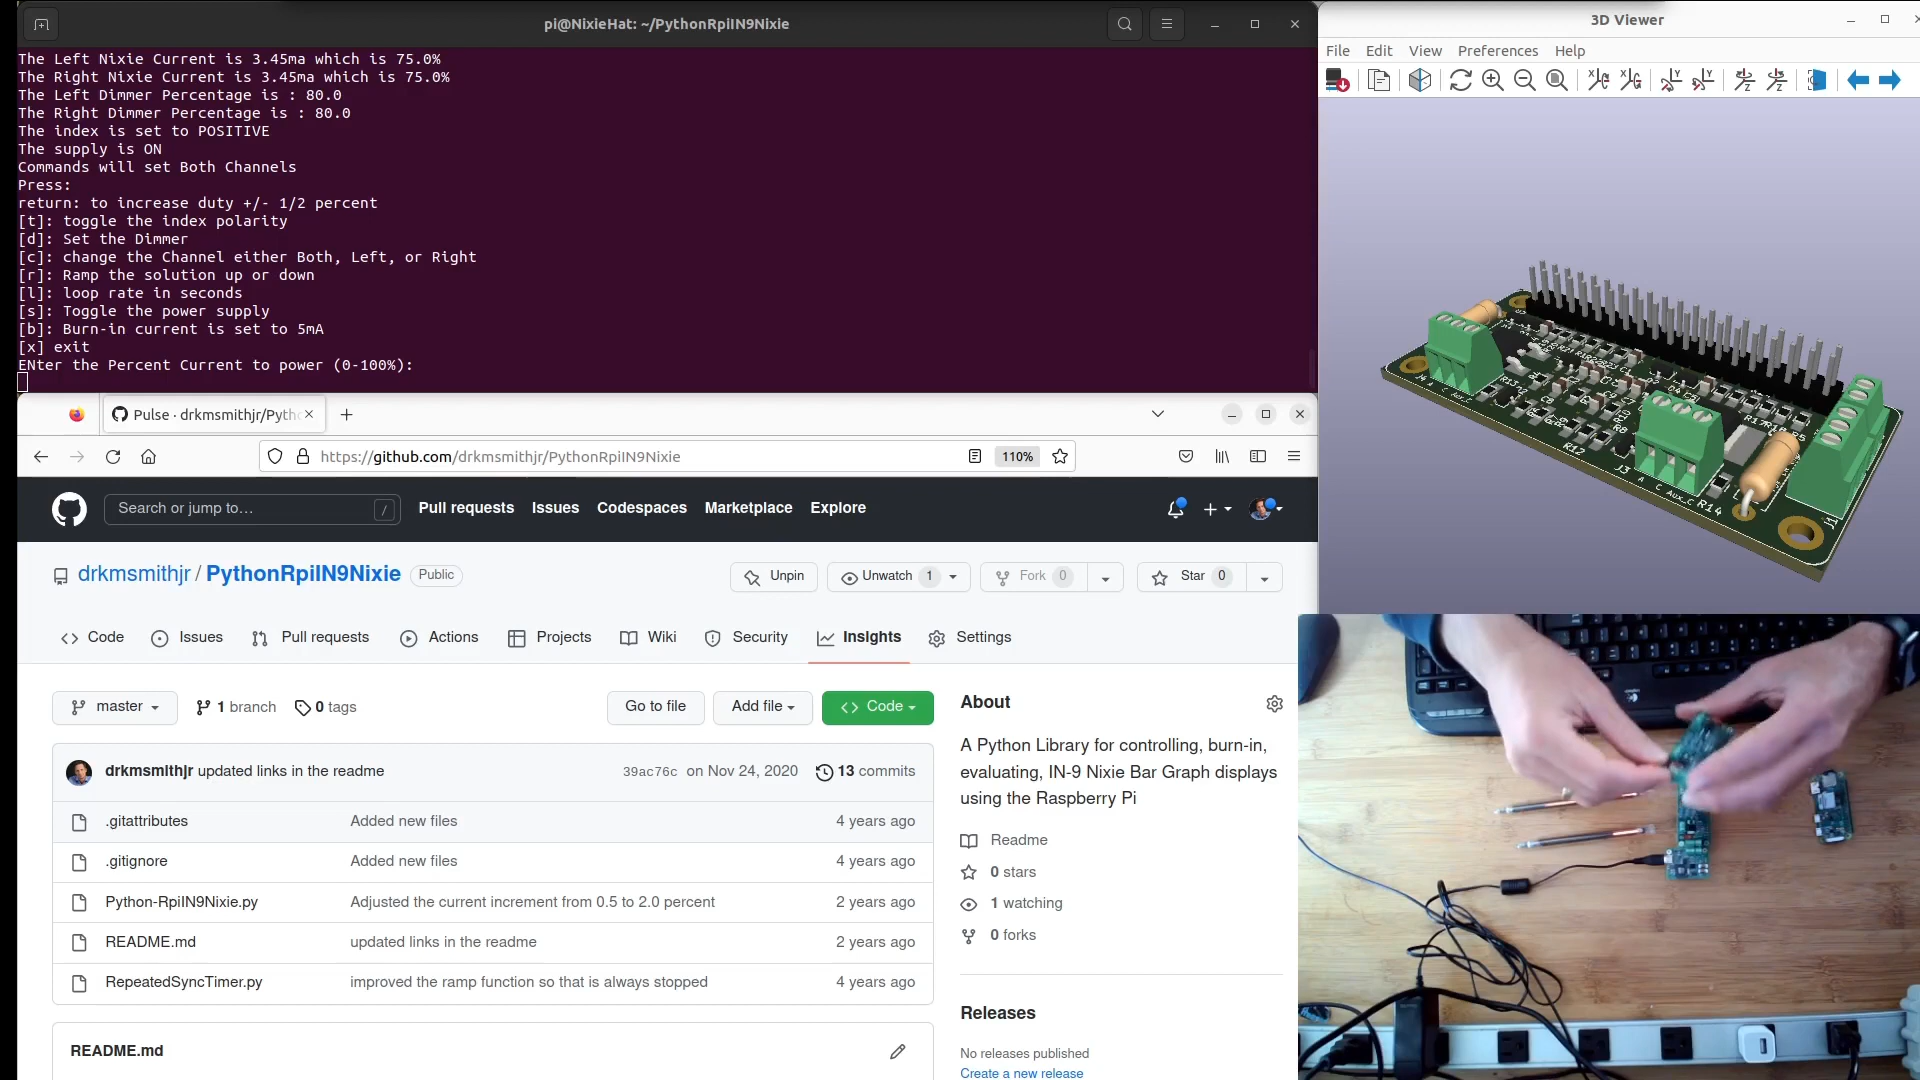 pi@NixieHat: ~/PythonRpiIN9Nixie
The Left Nixie Current is 3.45ma which is 75.0%
The Right Nixie Current is 3.45ma which is 75.0%
The Left Dimmer Percentage is : 80.0
The Right Dimmer Percentage is : 80.0
The index is set to POSITIVE
The supply is ON
Commands will set Both Channels
Press:
return: to increase duty +/- 1/2 percent
[t]: toggle the index polarity
[d]: Set the Dimmer
[c]: change the Channel either Both, Left, or Right
[r]: Ramp the solution up or down
[l]: loop rate in seconds
[s]: Toggle the power supply
[b]: Burn-in current is set to 5mA
[x] exit
ENter the Percent Current to power (0-100%):
3D Viewer
File Edit View Preferences Help
J3
A C Aux_C R14
R12
J1
Pulse · drkmsmithjr/Pytho
https://github.com/drkmsmithjr/PythonRpiIN9Nixie
110%
Search or jump to…
/
Pull requests Issues Codespaces Marketplace Explore
drkmsmithjr / PythonRpiIN9Nixie Public
Unpin Unwatch 1 Fork 0 Star 0
Code Issues Pull requests Actions Projects Wiki Security Insights Settings
master 1 branch 0 tags Go to file Add file Code
drkmsmithjr updated links in the readme 39ac76c on Nov 24, 2020 13 commits
.gitattributes Added new files 4 years ago
.gitignore Added new files 4 years ago
Python-RpiIN9Nixie.py Adjusted the current increment from 0.5 to 2.0 percent 2 years ago
README.md updated links in the readme 2 years ago
RepeatedSyncTimer.py improved the ramp function so that is always stopped 4 years ago
README.md
About
A Python Library for controlling, burn-in,
evaluating, IN-9 Nixie Bar Graph displays
using the Raspberry Pi
Readme
0 stars
1 watching
0 forks
Releases
No releases published
Create a new release